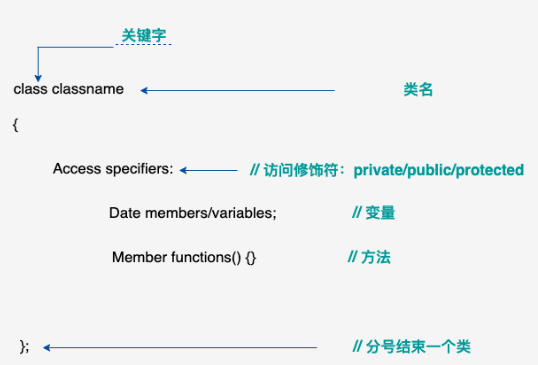 关键字
class classname 类名
{
Access specifiers: // 访问修饰符：private/public/protected
Date members/variables; // 变量
Member functions() {} // 方法
}; // 分号结束一个类